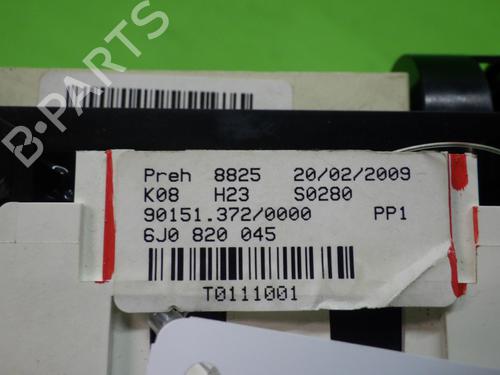 B-PARTS
Preh 8825 20/02/2009
K08 H23 S0280
90151.372/0000 PP1
6J0 820 045
T0111001